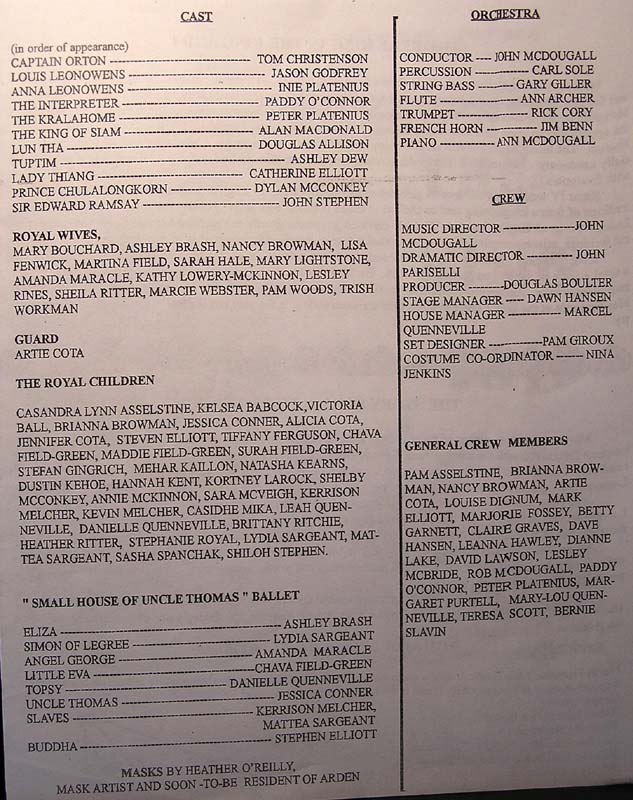 CAST
(in order of appearance)
CAPTAIN ORTON ---------------------------- TOM CHRISTENSON
LOUIS LEONOWENS ---------------------------- JASON GODFREY
ANNA LEONOWENS ---------------------------- INIE PLATENIUS
THE INTERPRETER ---------------------------- PADDY O'CONNOR
THE KRALAHOME ---------------------------- PETER PLATENIUS
THE KING OF SIAM ---------------------------- ALAN MACDONALD
LUN THA ---------------------------- DOUGLAS ALLISON
TUPTIM ---------------------------- ASHLEY DEW
LADY THIANG ---------------------------- CATHERINE ELLIOTT
PRINCE CHULALONGKORN ---------------- DYLAN MCCONKEY
SIR EDWARD RAMSAY ---------------------- JOHN STEPHEN
ROYAL WIVES,
MARY BOUCHARD, ASHLEY BRASH, NANCY BROWMAN, LISA
FENWICK, MARTINA FIELD, SARAH HALE, MARY LIGHTSTONE,
AMANDA MARACLE, KATHY LOWERY-MCKINNON, LESLEY
RINES, SHEILA RITTER, MARCIE WEBSTER, PAM WOODS, TRISH
WORKMAN
GUARD
ARTIE COTA
THE ROYAL CHILDREN
CASANDRA LYNN ASSELSTINE, KELSEA BABCOCK,VICTORIA
BALL, BRIANNA BROWMAN, JESSICA CONNER, ALICIA COTA,
JENNIFER COTA, STEVEN ELLIOTT, TIFFANY FERGUSON, CHAVA
FIELD-GREEN, MADDIE FIELD-GREEN, SURAH FIELD-GREEN,
STEFAN GINGRICH, MEHAR KAILLON, NATASHA KEARNS,
DUSTIN KEHOE, HANNAH KENT, KORTNEY LAROCK, SHELBY
MCCONKEY, ANNIE MCKINNON, SARA MCVEIGH, KERRISON
MELCHER, KEVIN MELCHER, CASIDHE MIKA, LEAH QUEN-
NEVILLE, DANIELLE QUENNEVILLE, BRITTANY RITCHIE,
HEATHER RITTER, STEPHANIE ROYAL, LYDIA SARGEANT, MAT-
TEA SARGEANT, SASHA SPANCHAK, SHILOH STEPHEN.
" SMALL HOUSE OF UNCLE THOMAS " BALLET
ELIZA ---------------------------- ASHLEY BRASH
SIMON OF LEGREE ---------------------------- LYDIA SARGEANT
ANGEL GEORGE ---------------------------- AMANDA MARACLE
LITTLE EVA ----------------------------CHAVA FIELD-GREEN
TOPSY ---------------------------- DANIELLE QUENNEVILLE
UNCLE THOMAS ---------------------------- JESSICA CONNER
SLAVES ---------------------------- KERRISON MELCHER,
MATTEA SARGEANT
BUDDHA ---------------------------- STEPHEN ELLIOTT
MASKS BY HEATHER O'REILLY,
MASK ARTIST AND SOON -TO-BE RESIDENT OF ARDEN
ORCHESTRA
CONDUCTOR ---- JOHN MCDOUGALL
PERCUSSION ------------ CARL SOLE
STRING BASS ------- GARY GILLER
FLUTE ------------------- ANN ARCHER
TRUMPET ------------------ RICK CORY
FRENCH HORN ------------ JIM BENN
PIANO -------------- ANN MCDOUGALL
CREW
MUSIC DIRECTOR -------------------JOHN
MCDOUGALL
DRAMATIC DIRECTOR ------------ JOHN
PARISELLI
PRODUCER ---------DOUGLAS BOULTER
STAGE MANAGER ----- DAWN HANSEN
HOUSE MANAGER -------------- MARCEL
QUENNEVILLE
SET DESIGNER --------------PAM GIROUX
COSTUME CO-ORDINATOR ------- NINA
JENKINS
GENERAL CREW MEMBERS
PAM ASSELSTINE, BRIANNA BROW-
MAN, NANCY BROWMAN, ARTIE
COTA, LOUISE DIGNUM, MARK
ELLIOTT, MARJORIE FOSSEY, BETTY
GARNETT, CLAIRE GRAVES, DAVE
HANSEN, LEANNA HAWLEY, DIANNE
LAKE, DAVID LAWSON, LESLEY
MCBRIDE, ROB MCDOUGALL, PADDY
O'CONNOR, PETER PLATENIUS, MAR-
GARET PURTELL, MARY-LOU QUEN-
NEVILLE, TERESA SCOTT, BERNIE
SLAVIN